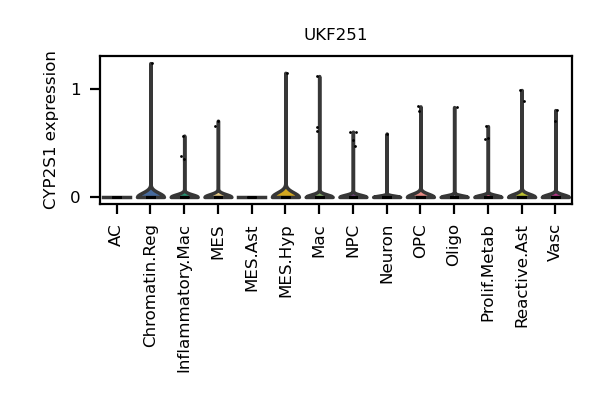 UKF251
CYP2S1 expression
1
0
AC
Chromatin.Reg
Inflammatory.Mac
MES
MES.Ast
MES.Hyp
Mac
NPC
Neuron
OPC
Oligo
Prolif.Metab
Reactive.Ast
Vasc